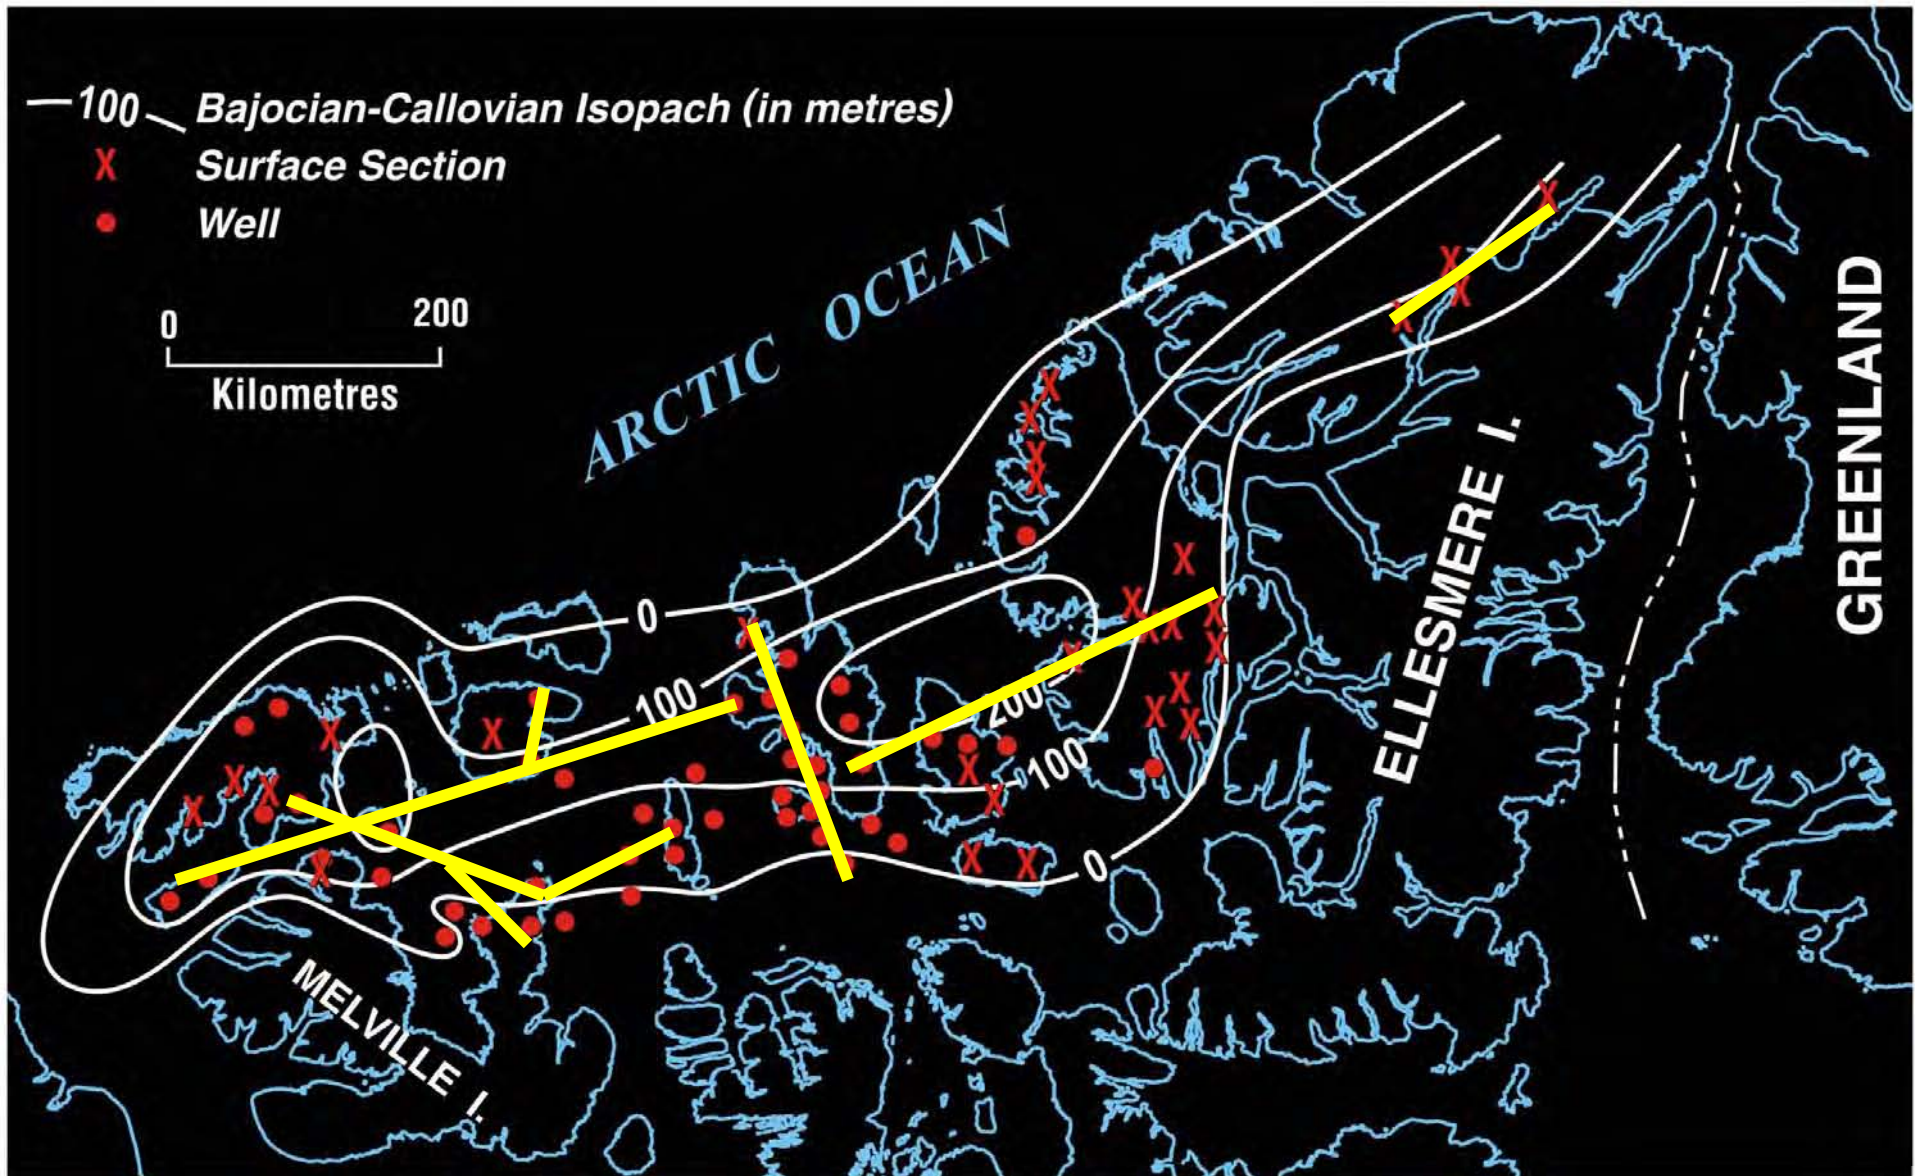 100 Bajocian-Callovian Isopach (in metres)
X Surface Section
Well
0 200
Kilometres
ARCTIC OCEAN
GREENLAND
ELLESMERE I.
0
100
200
100
0
MELVILLE I.